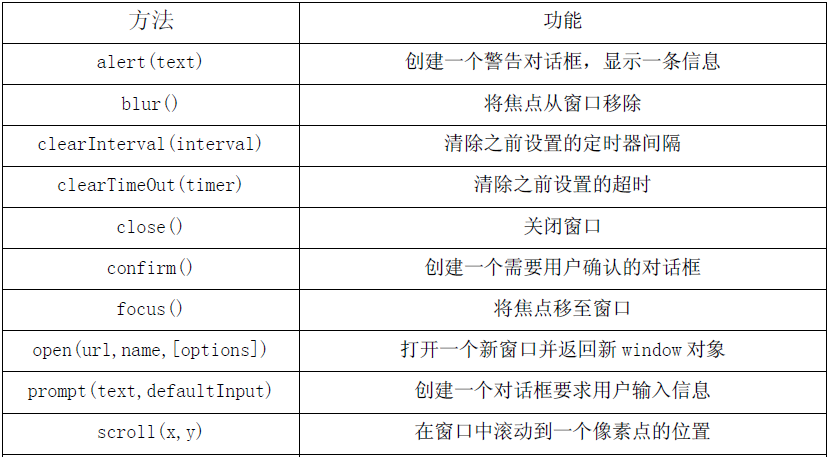 方法 功能
alert(text) 创建一个警告对话框，显示一条信息
blur() 将焦点从窗口移除
clearInterval(interval) 清除之前设置的定时器间隔
clearTimeOut(timer) 清除之前设置的超时
close() 关闭窗口
confirm() 创建一个需要用户确认的对话框
focus() 将焦点移至窗口
open(url,name,[options]) 打开一个新窗口并返回新 window 对象
prompt(text,defaultInput) 创建一个对话框要求用户输入信息
scroll(x,y) 在窗口中滚动到一个像素点的位置